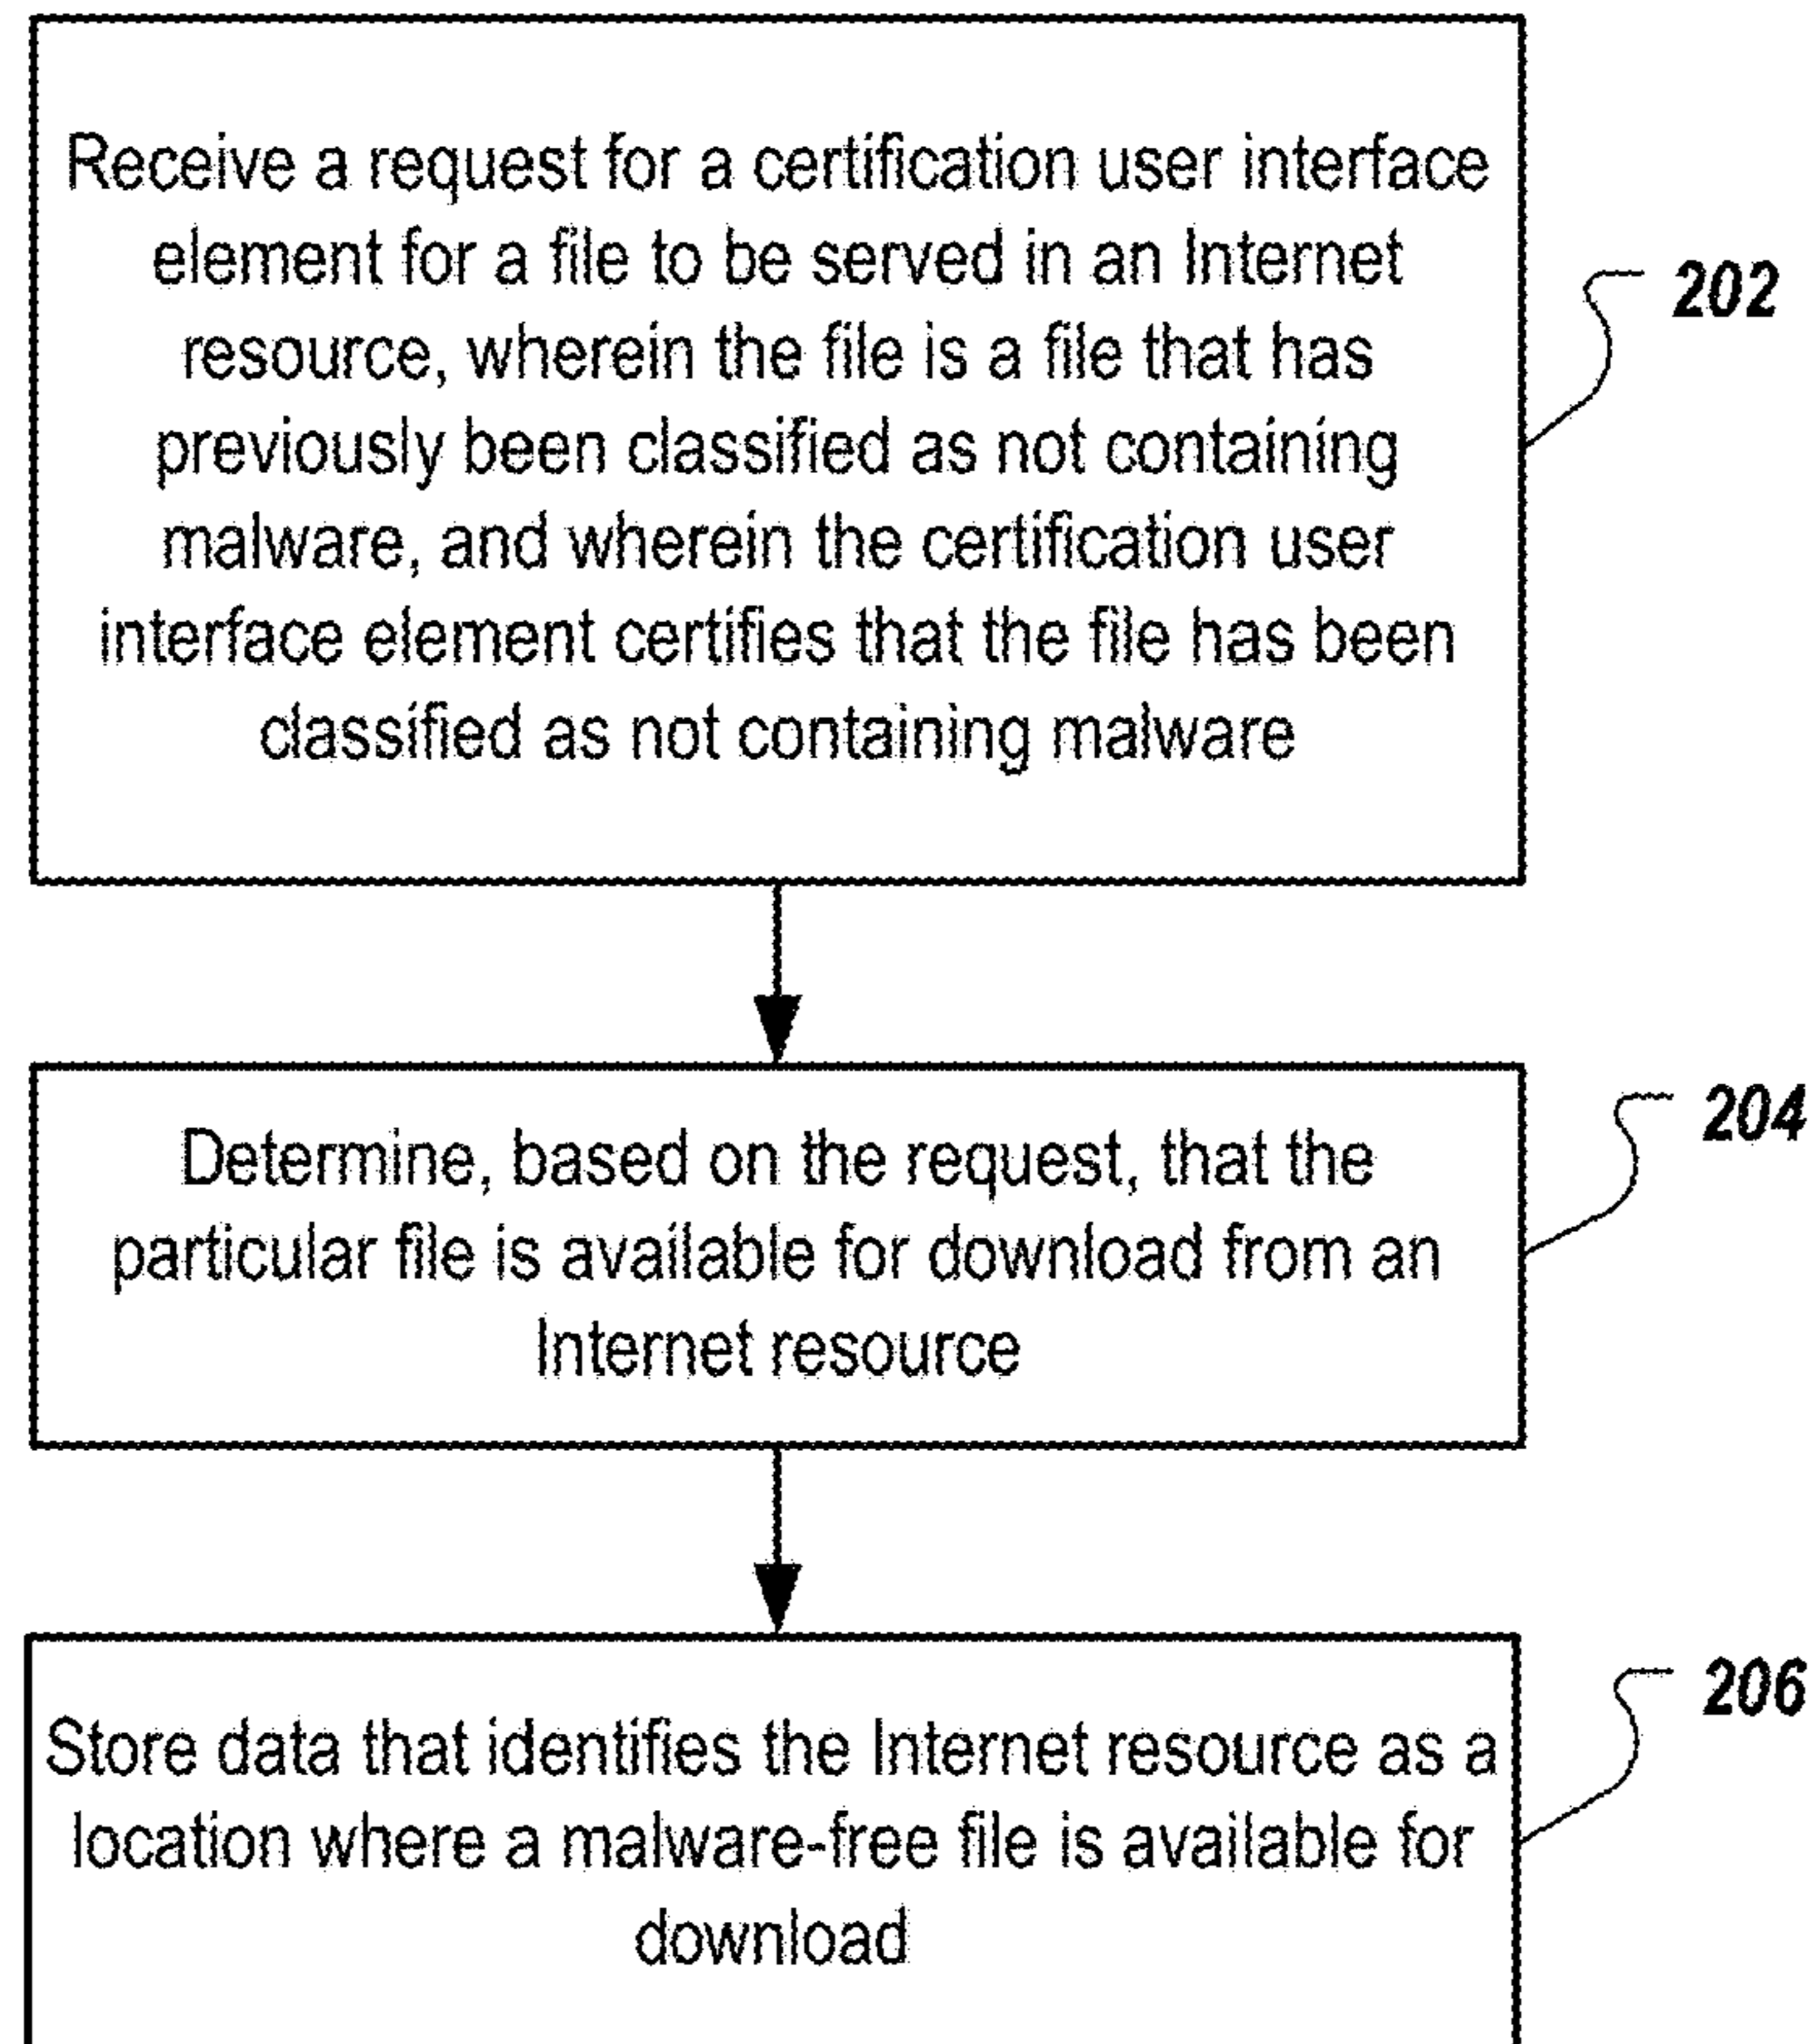 Receive a request for a certification user interface
element for a file to be served in an Internet
resource, wherein the file is a file that has
previously been classified as not containing
malware, and wherein the certification user
interface element certifies that the file has been
classified as not containing malware
202
Determine, based on the request, that the
particular file is available for download from an
Internet resource
204
Store data that identifies the Internet resource as a
location where a malware-free file is available for
download
206